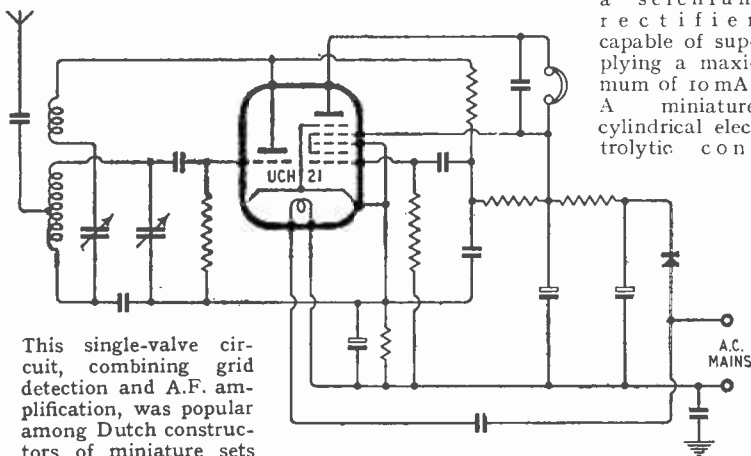 a selenium
rectifier
capable of sup-
plying a maxi-
mum of 10 mA
A miniature
cylindrical elec-
trolytic con
UCH 21
A.C.
MAINS
This single-valve cir-
cuit, combining grid
detection and A.F. am-
plification, was popular
among Dutch construc-
tors of miniature sets